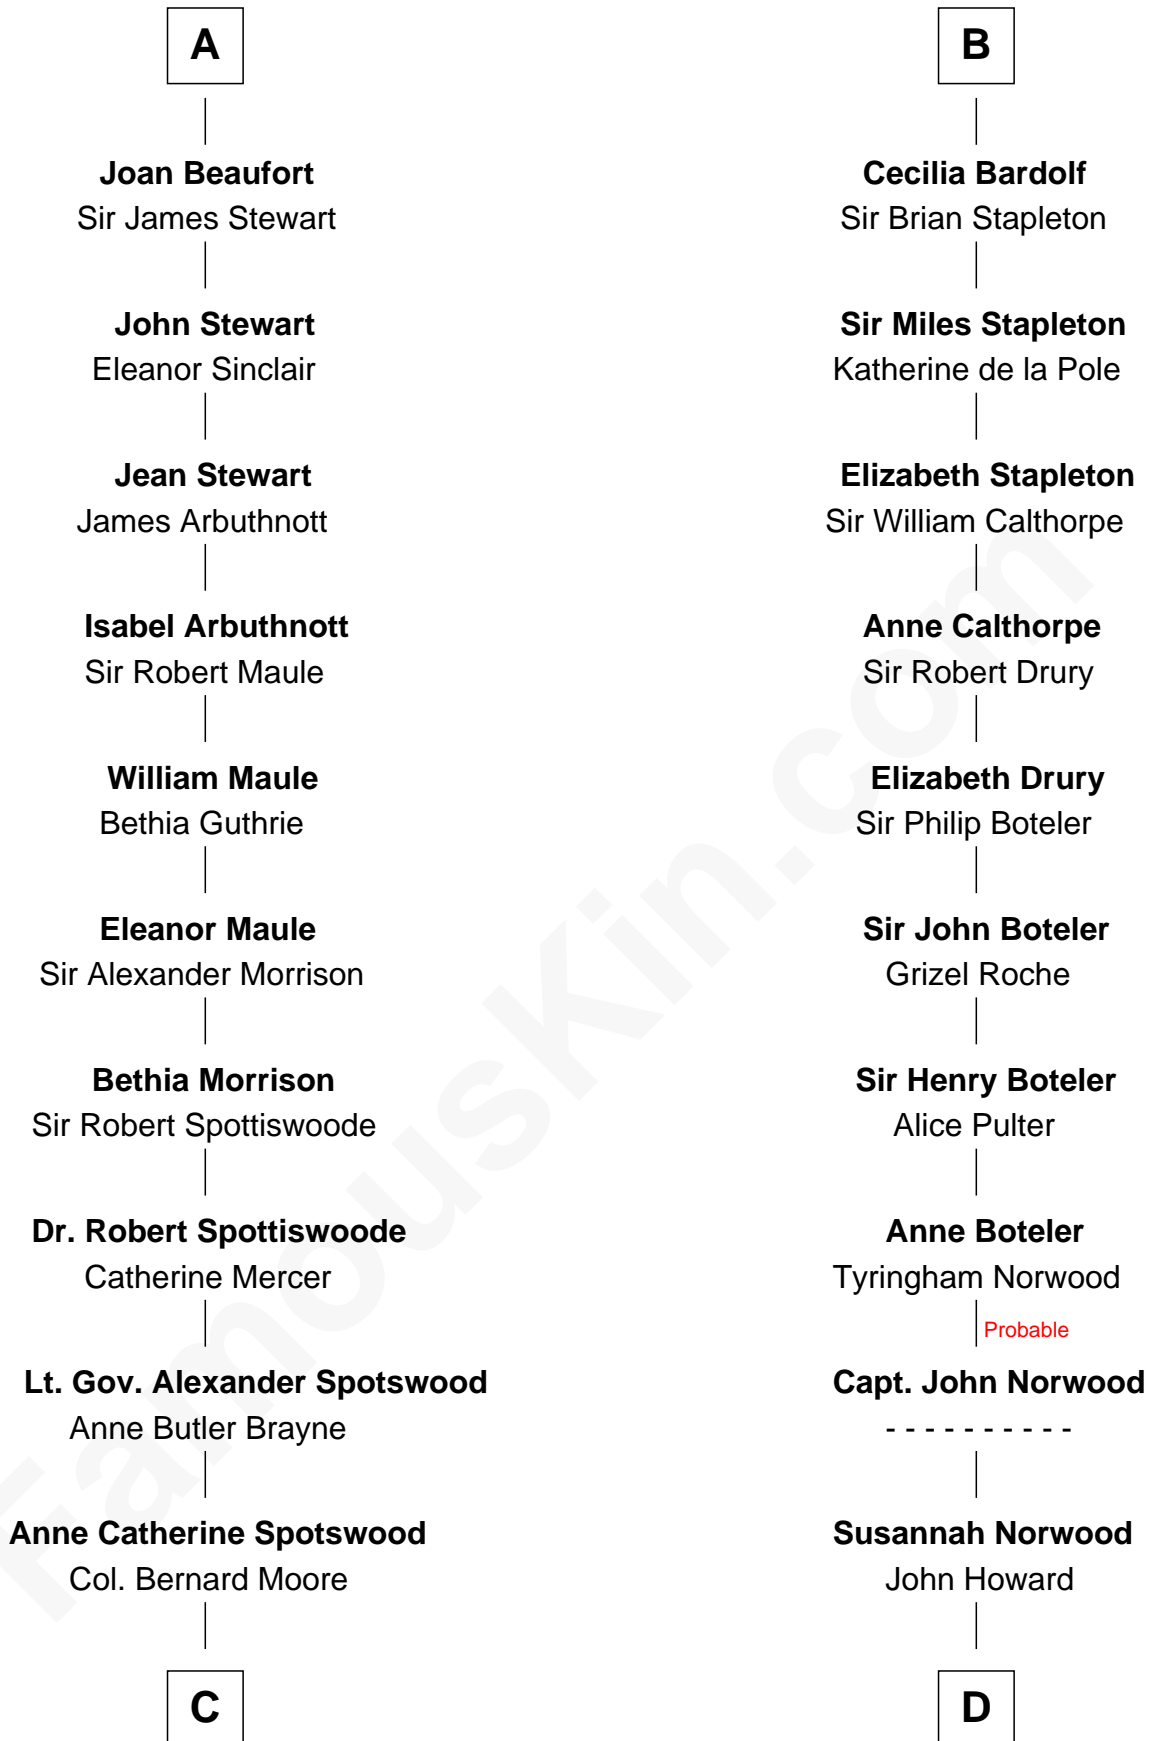 A
Joan Beaufort
Sir James Stewart
John Stewart
Eleanor Sinclair
Jean Stewart
James Arbuthnott
Isabel Arbuthnott
Sir Robert Maule
William Maule
Bethia Guthrie
Eleanor Maule
Sir Alexander Morrison
Bethia Morrison
Sir Robert Spottiswoode
Dr. Robert Spottiswoode
Catherine Mercer
Lt. Gov. Alexander Spotswood
Anne Butler Brayne
Anne Catherine Spotswood
Col. Bernard Moore
C
B
Cecilia Bardolf
Sir Brian Stapleton
Sir Miles Stapleton
Katherine de la Pole
Elizabeth Stapleton
Sir William Calthorpe
Anne Calthorpe
Sir Robert Drury
Elizabeth Drury
Sir Philip Boteler
Sir John Boteler
Grizel Roche
Sir Henry Boteler
Alice Pulter
Anne Boteler
Tyringham Norwood
Probable
Capt. John Norwood
- - - - - - - - - -
Susannah Norwood
John Howard
D
FamousKin.com